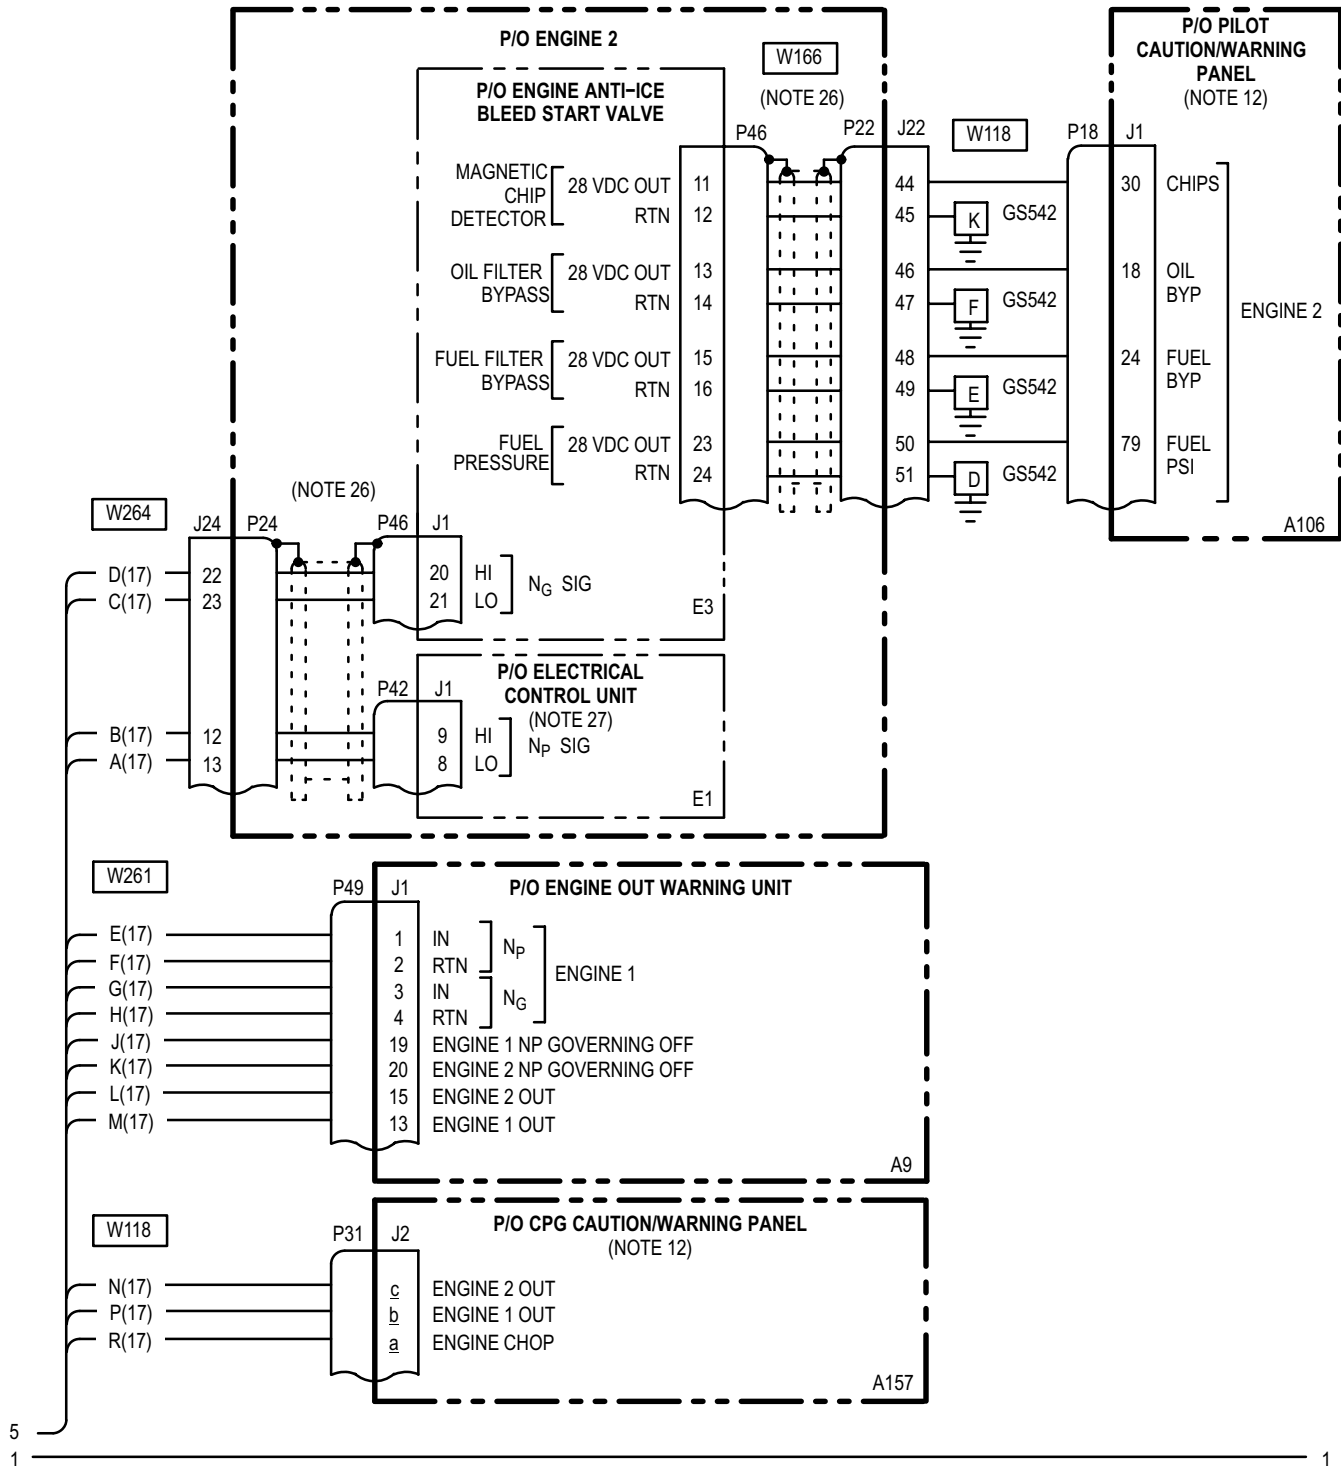 P/O ENGINE 2
W166
(NOTE 26)
P/O PILOT
CAUTION/WARNING
PANEL
(NOTE 12)
P/O ENGINE ANTI−ICE
BLEED START VALVE
P46
P22 J22
W118
P18 J1
MAGNETIC
CHIP
DETECTOR
28 VDC OUT 11 44 30 CHIPS
RTN 12 45 K GS542
OIL FILTER
BYPASS
28 VDC OUT 13 46 18 OIL
BYP
RTN 14 47 F GS542
ENGINE 2
FUEL FILTER
BYPASS
28 VDC OUT 15 48 24 FUEL
BYP
RTN 16 49 E GS542
FUEL
PRESSURE
28 VDC OUT 23 50 79 FUEL
PSI
RTN 24 51 D GS542
A106
W264
(NOTE 26)
J24 P24 P46 J1
D(17) 22 20 HI
C(17) 23 21 LO
NG SIG
E3
P/O ELECTRICAL
CONTROL UNIT
(NOTE 27)
P42 J1
B(17) 12 9 HI
A(17) 13 8 LO
NP SIG
E1
W261
P49 J1
P/O ENGINE OUT WARNING UNIT
E(17) 1 IN
F(17) 2 RTN
NP
G(17) 3 IN
H(17) 4 RTN
NG
ENGINE 1
J(17) 19 ENGINE 1 NP GOVERNING OFF
K(17) 20 ENGINE 2 NP GOVERNING OFF
L(17) 15 ENGINE 2 OUT
M(17) 13 ENGINE 1 OUT
A9
W118
P31 J2
P/O CPG CAUTION/WARNING PANEL
(NOTE 12)
N(17) c ENGINE 2 OUT
P(17) b ENGINE 1 OUT
R(17) a ENGINE CHOP
A157
5
1 1